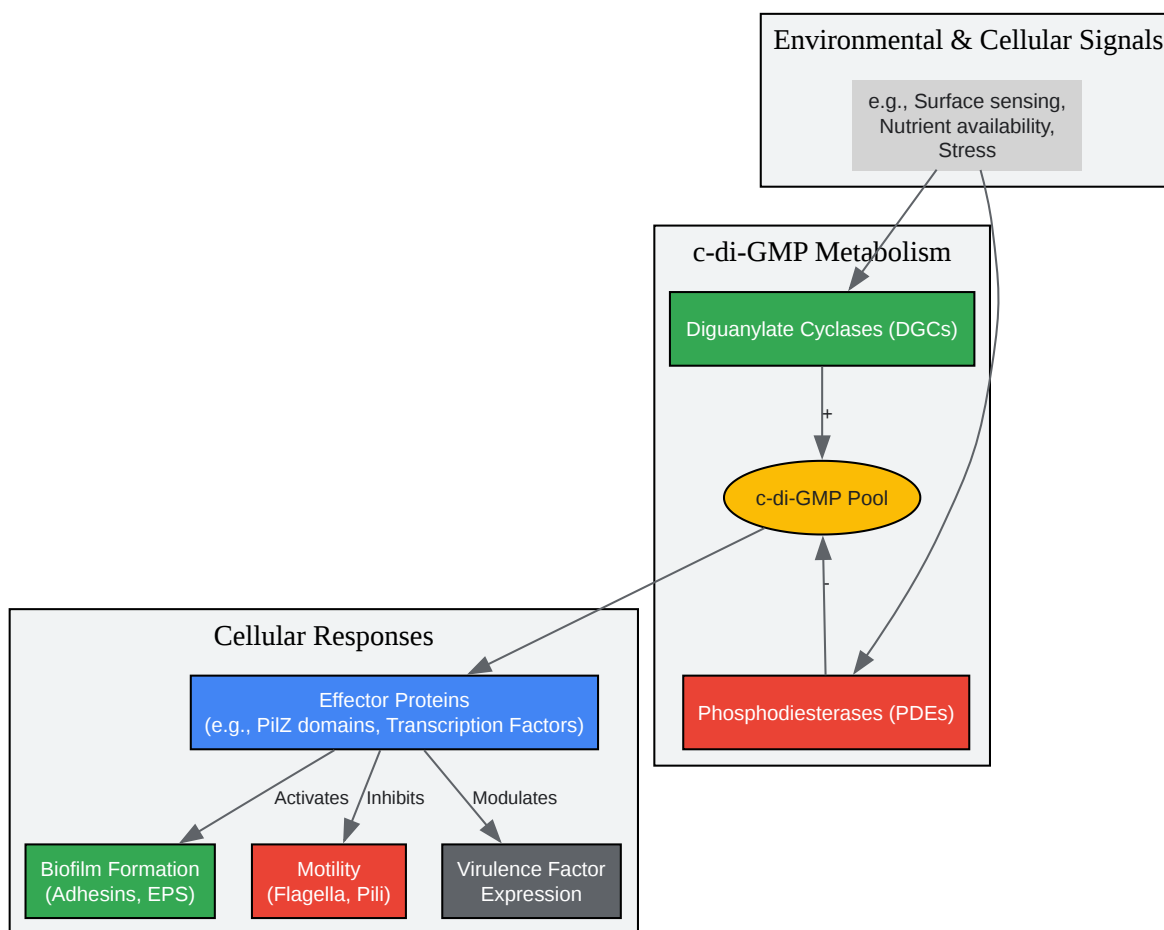 Environmental & Cellular Signals
e.g., Surface sensing,
Nutrient availability,
Stress
c-di-GMP Metabolism
Diguanylate Cyclases (DGCs)
+
c-di-GMP Pool
-
Phosphodiesterases (PDEs)
Cellular Responses
Effector Proteins
(e.g., PilZ domains, Transcription Factors)
Activates
Inhibits
Modulates
Biofilm Formation
(Adhesins, EPS)
Motility
(Flagella, Pili)
Virulence Factor
Expression